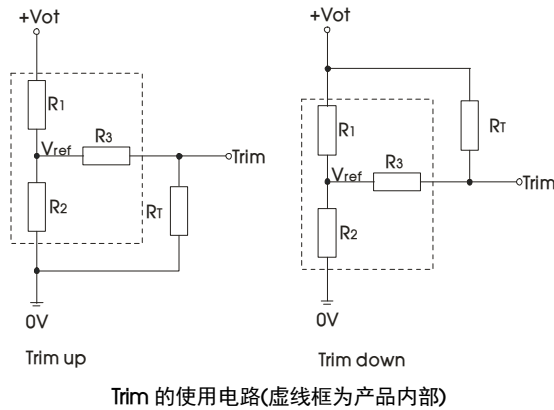 +Vot
R1
Vref
R3
Trim
R2
RT
0V
Trim up
+Vot
R1
RT
Vref
R3
Trim
R2
0V
Trim down
Trim 的使用电路(虚线框为产品内部)